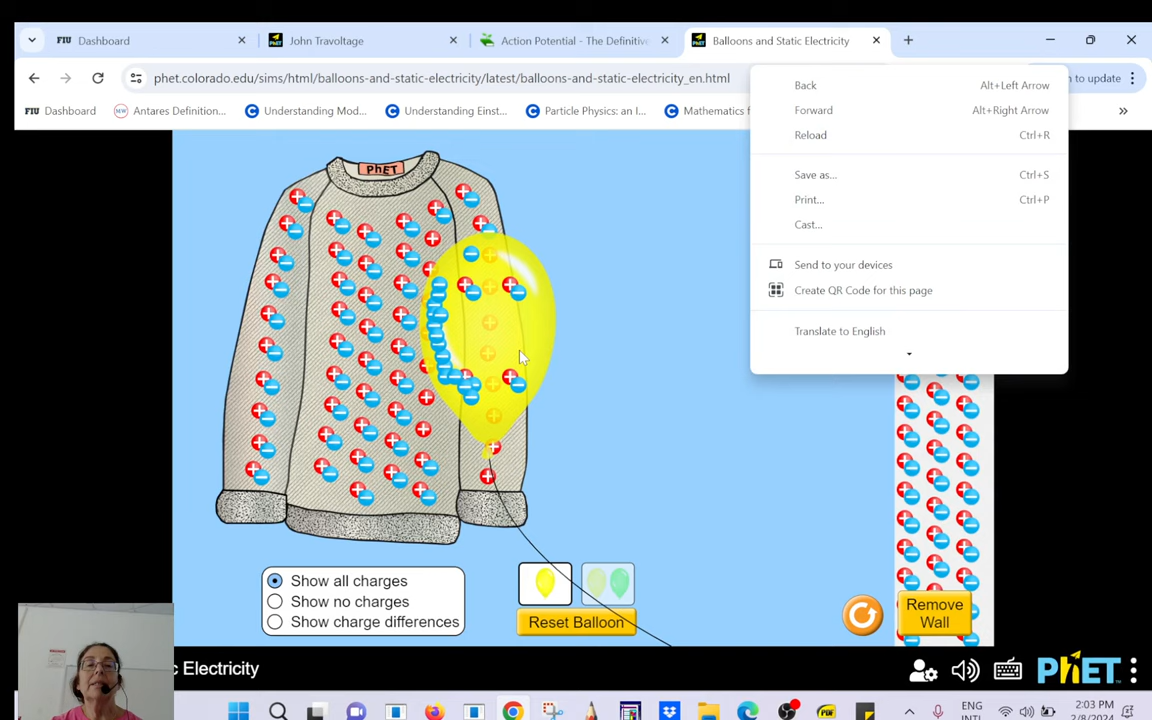 FIU Dashboard
John Travoltage
Action Potential - The Definitive
Balloons and Static Electricity
phet.colorado.edu/sims/html/balloons-and-static-electricity/latest/balloons-and-static-electricity_en.html
to update
FIU Dashboard
Antares Definition...
Understanding Mod...
Understanding Einst...
Particle Physics: an I...
Mathematics f
Back Alt+Left Arrow
Forward Alt+Right Arrow
Reload Ctrl+R
Save as... Ctrl+S
Print... Ctrl+P
Cast...
Send to your devices
Create QR Code for this page
Translate to English
PhET
Show all charges
Show no charges
Show charge differences
Reset Balloon
Remove
Wall
c Electricity
PhET
ENG
INTL
2:03 PM
/8/2024